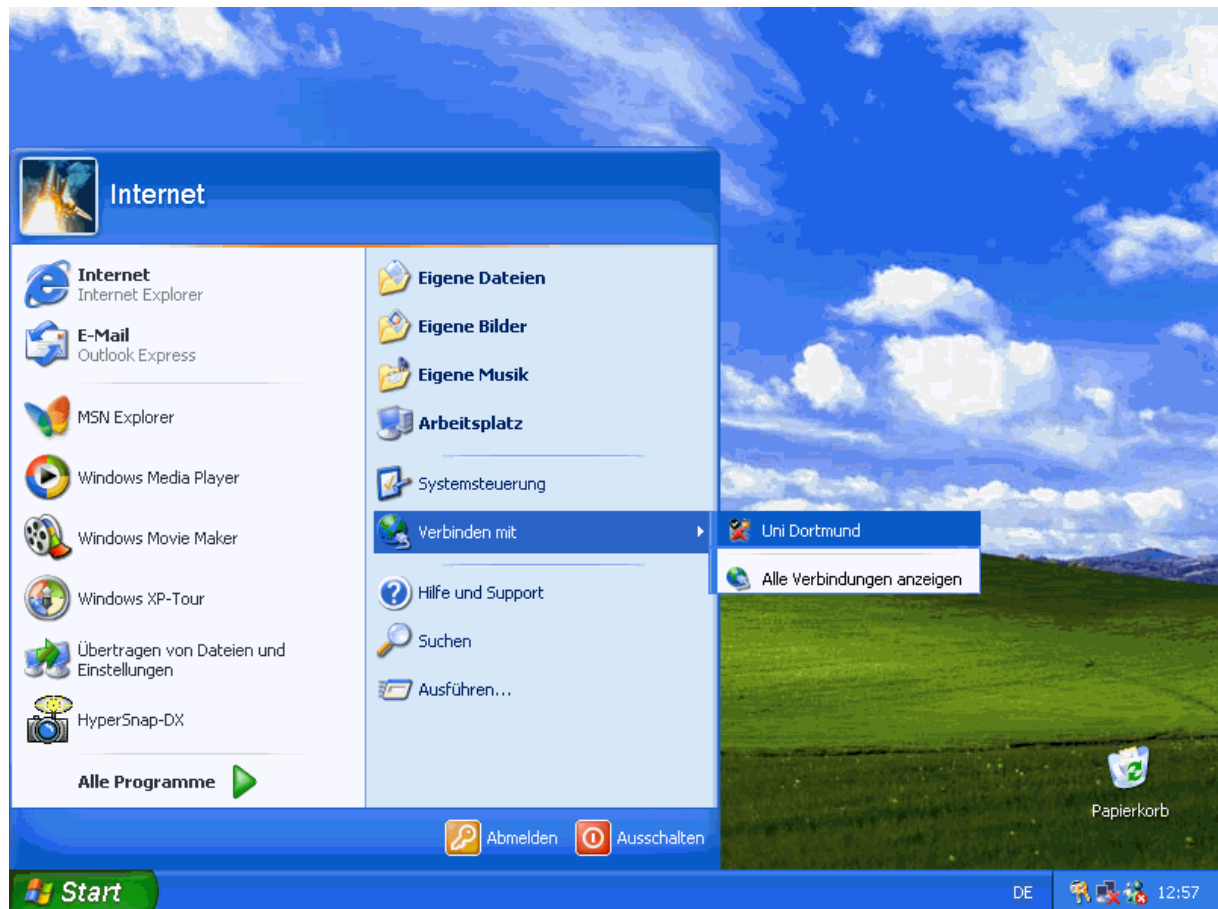 Internet
Internet
Internet Explorer
E-Mail
Outlook Express
MSN Explorer
Windows Media Player
Windows Movie Maker
Windows XP-Tour
Übertragen von Dateien und
Einstellungen
HyperSnap-DX
Alle Programme
Eigene Dateien
Eigene Bilder
Eigene Musik
Arbeitsplatz
Systemsteuerung
Verbinden mit
Uni Dortmund
Alle Verbindungen anzeigen
Hilfe und Support
Suchen
Ausführen...
Abmelden
Ausschalten
Papierkorb
Start
DE
12:57